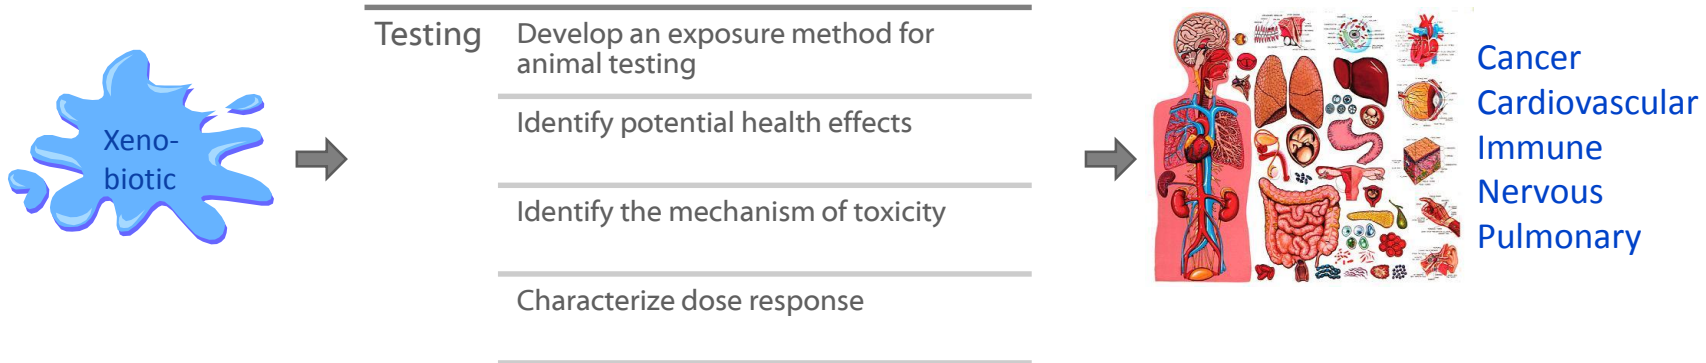 Xeno-
biotic
Testing
Develop an exposure method for
animal testing
Identify potential health effects
Identify the mechanism of toxicity
Characterize dose response
Cancer
Cardiovascular
Immune
Nervous
Pulmonary